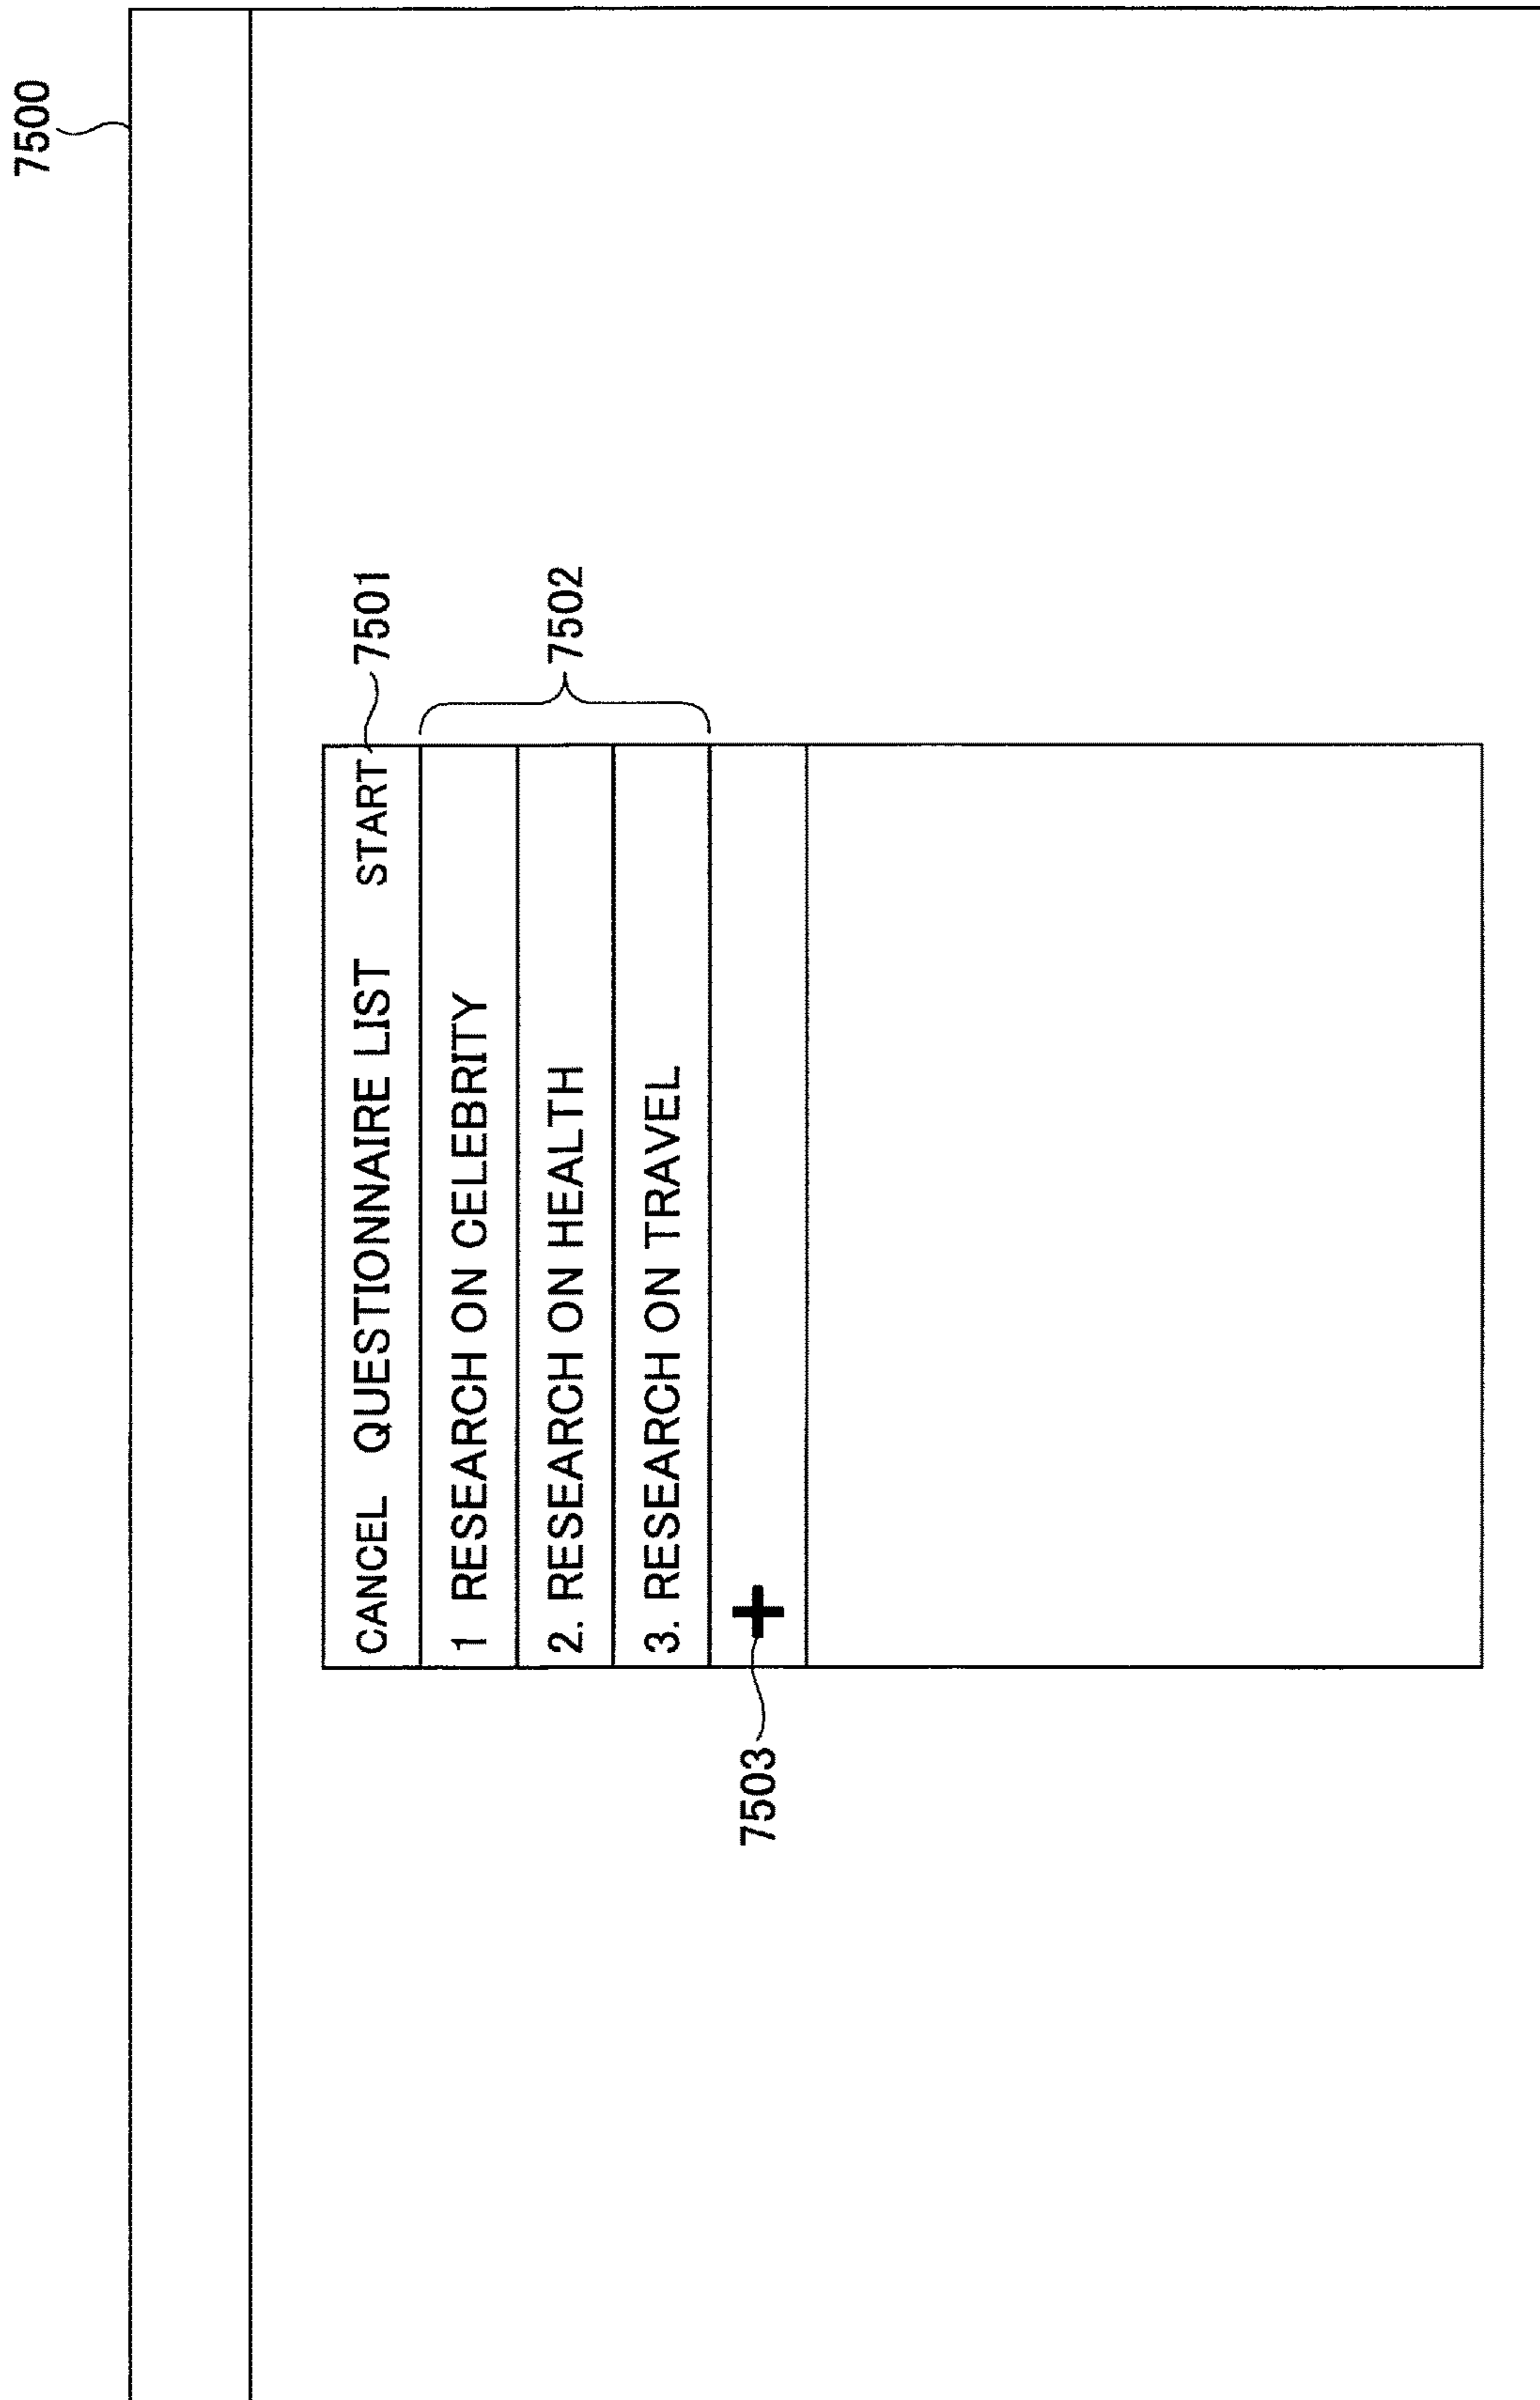 7500
CANCEL QUESTIONNAIRE LIST START
7501
1 RESEARCH ON CELEBRITY
2. RESEARCH ON HEALTH
7502
3. RESEARCH ON TRAVEL
+
7503